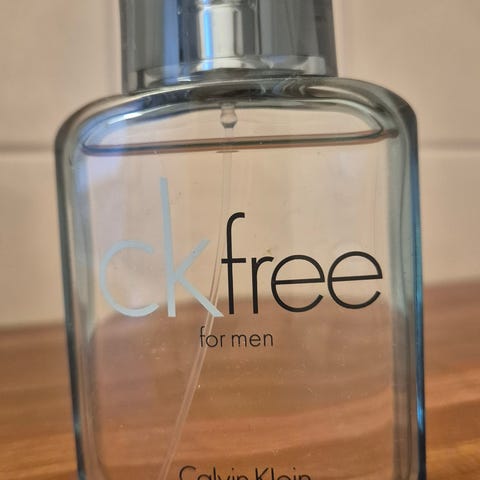 ckfree
for men
Calvin Klein